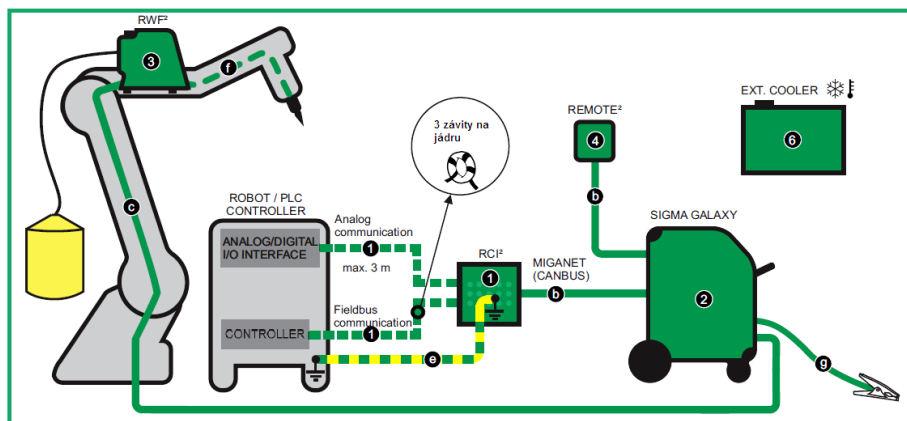 RWF²
3
f
3 závity na
jádru
REMOTE²
4
EXT. COOLER
6
c
b
ROBOT / PLC
CONTROLLER
ANALOG/DIGITAL
I/O INTERFACE
Analog
communication
1
max. 3 m
RCI²
1
MIGANET
(CANBUS)
b
SIGMA GALAXY
2
Fieldbus
communication
1
CONTROLLER
e
g